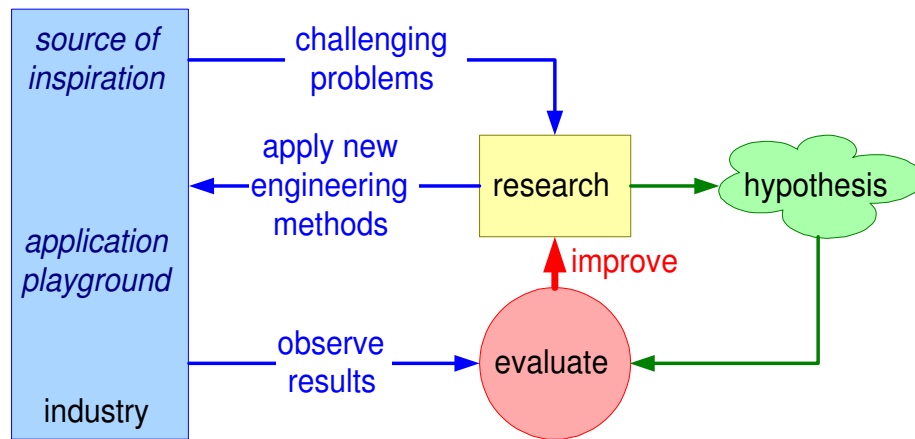 source of
inspiration
challenging
problems
apply new
engineering
methods
research
hypothesis
application
playground
improve
observe
results
evaluate
industry